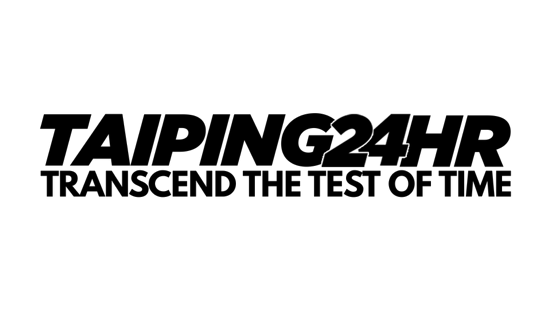 TAIPING24HR
TRANSCEND THE TEST OF TIME